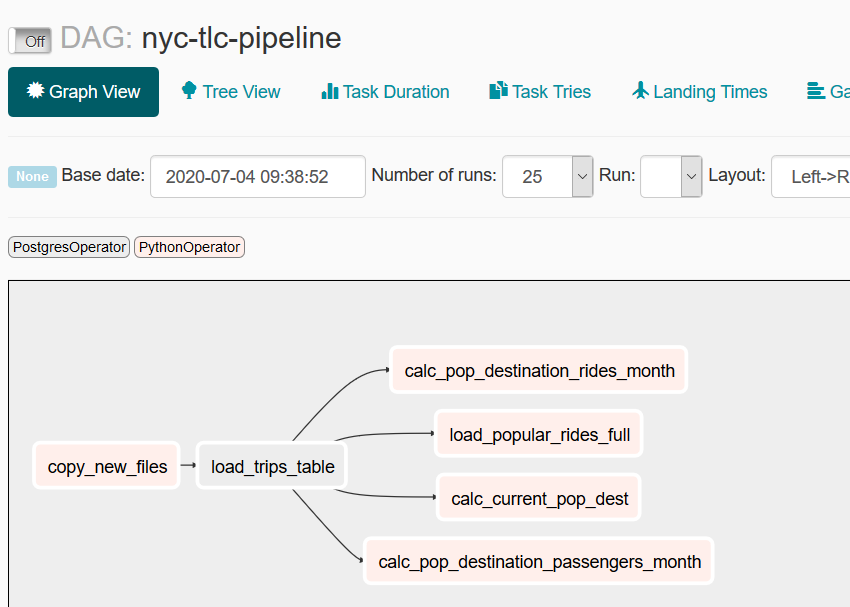 Off DAG: nyc-tlc-pipeline
Graph View Tree View Task Duration Task Tries Landing Times Ga
None Base date: 2020-07-04 09:38:52 Number of runs: 25 Run: Layout: Left->R
PostgresOperator PythonOperator
calc_pop_destination_rides_month
load_popular_rides_full
copy_new_files load_trips_table
calc_current_pop_dest
calc_pop_destination_passengers_month